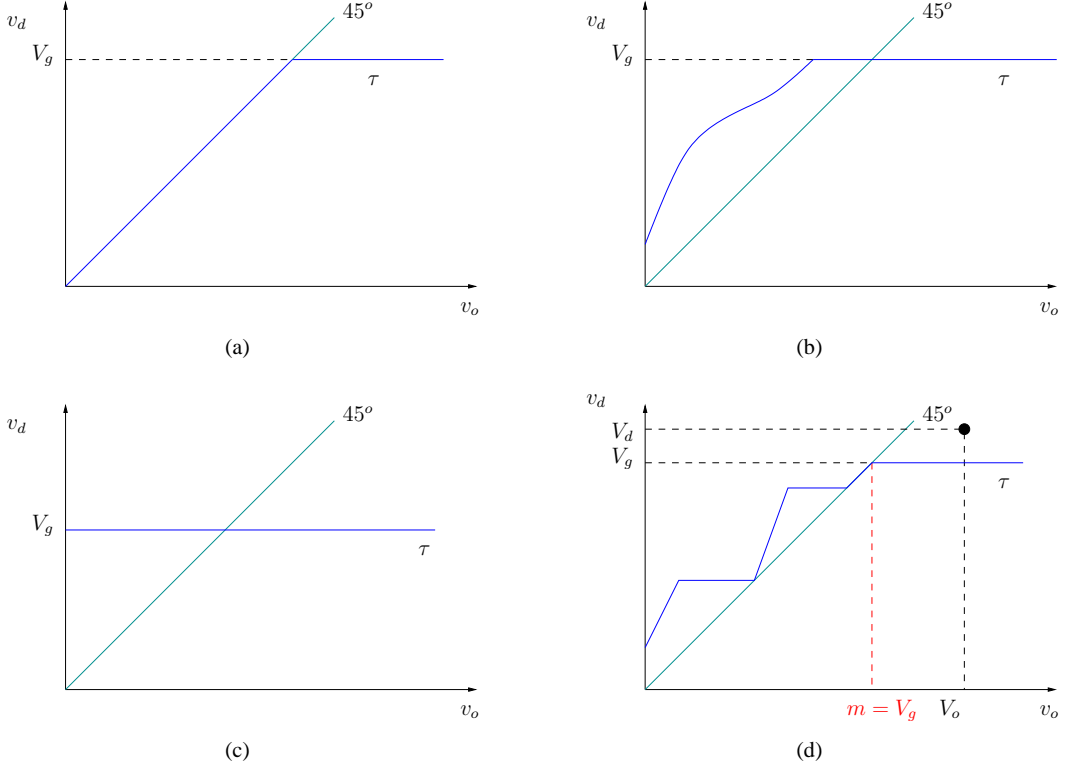 v_d
45^o
V_g
τ
v_o
(a)
v_d
45^o
V_g
τ
v_o
(b)
v_d
45^o
V_g
τ
v_o
(c)
v_d
45^o
V_d
V_g
τ
m = V_g
V_o
v_o
(d)